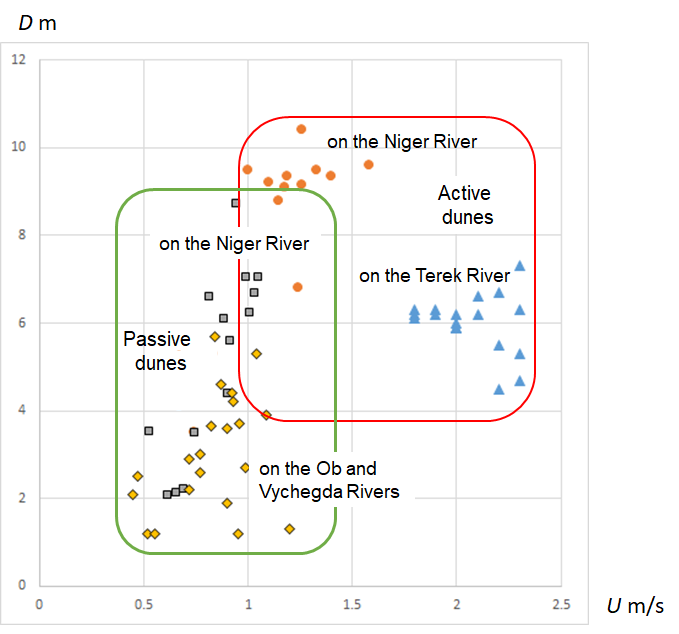 D m
12
10
8
6
4
2
0
on the Niger River
Active
dunes
on the Niger River
on the Terek River
Passive
dunes
on the Ob and
Vychegda Rivers
0
0.5
1
1.5
2
2.5
U m/s